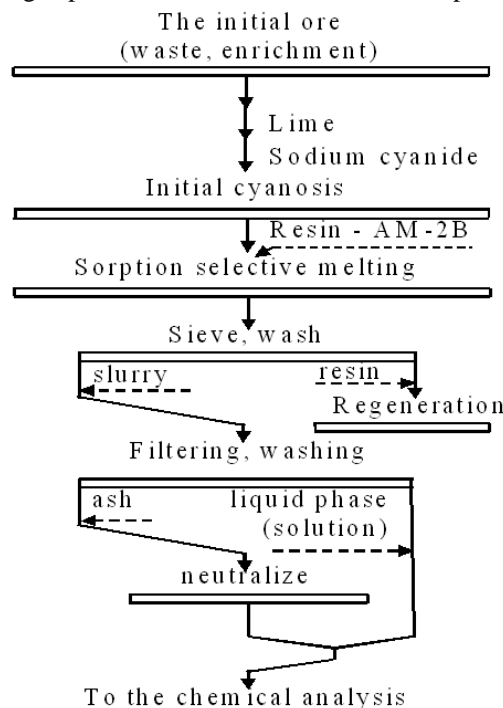 The initial ore
(waste, enrichment)
Lime
Sodium cyanide
Initial cyanosis
Resin - AM-2B
Sorption selective melting
Sieve, wash
slurry
resin
Regeneration
Filtering, washing
ash
liquid phase
(solution)
neutralize
To the chemical analysis